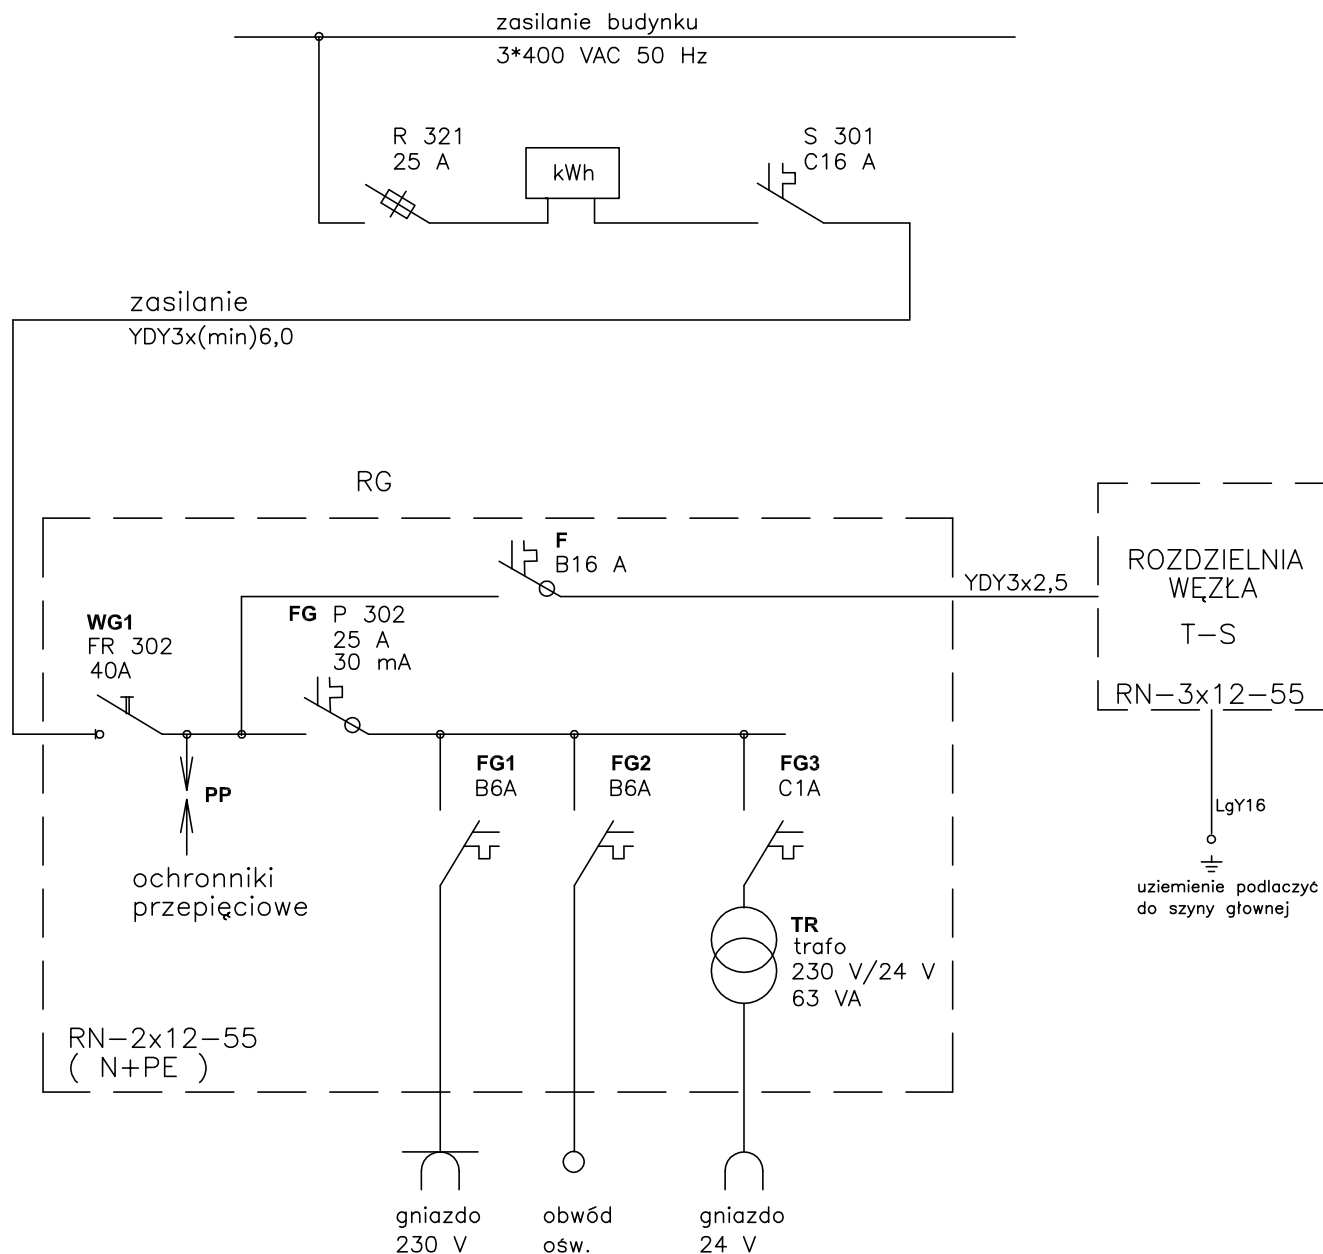 zasilanie budynku
3*400 VAC 50 Hz
R 321
25 A
kWh
S 301
C16 A
zasilanie
YDY3x(min)6,0
RG
F
B16 A
YDY3x2,5
ROZDZIELNIA
WĘZŁA
T-S
RN-3x12-55
WG1
FR 302
40A
FG P 302
25 A
30 mA
FG1
B6A
FG2
B6A
FG3
C1A
PP
ochronniki
przepięciowe
LgY16
uziemienie podlaczyć
do szyny głownej
TR
trafo
230 V/24 V
63 VA
RN-2x12-55
( N+PE )
gniazdo
230 V
obwód
ośw.
gniazdo
24 V